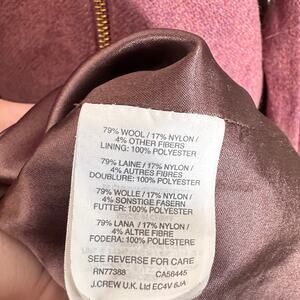 79% WOOL / 17% NYLON /
4% OTHER FIBERS
LINING: 100% POLYESTER
79% LAINE / 17% NYLON /
4% AUTRES FIBRES
DOUBLURE: 100% POLYESTER
79% WOLLE / 17% NYLON /
4% SONSTIGE FASERN
FUTTER: 100% POLYESTER
79% LANA / 17% NYLON /
4% ALTRE FIBRE
FODERA: 100% POLIESTERE
SEE REVERSE FOR CARE
RN77388 CA56445
J.CREW U.K. Ltd EC4V 6JA